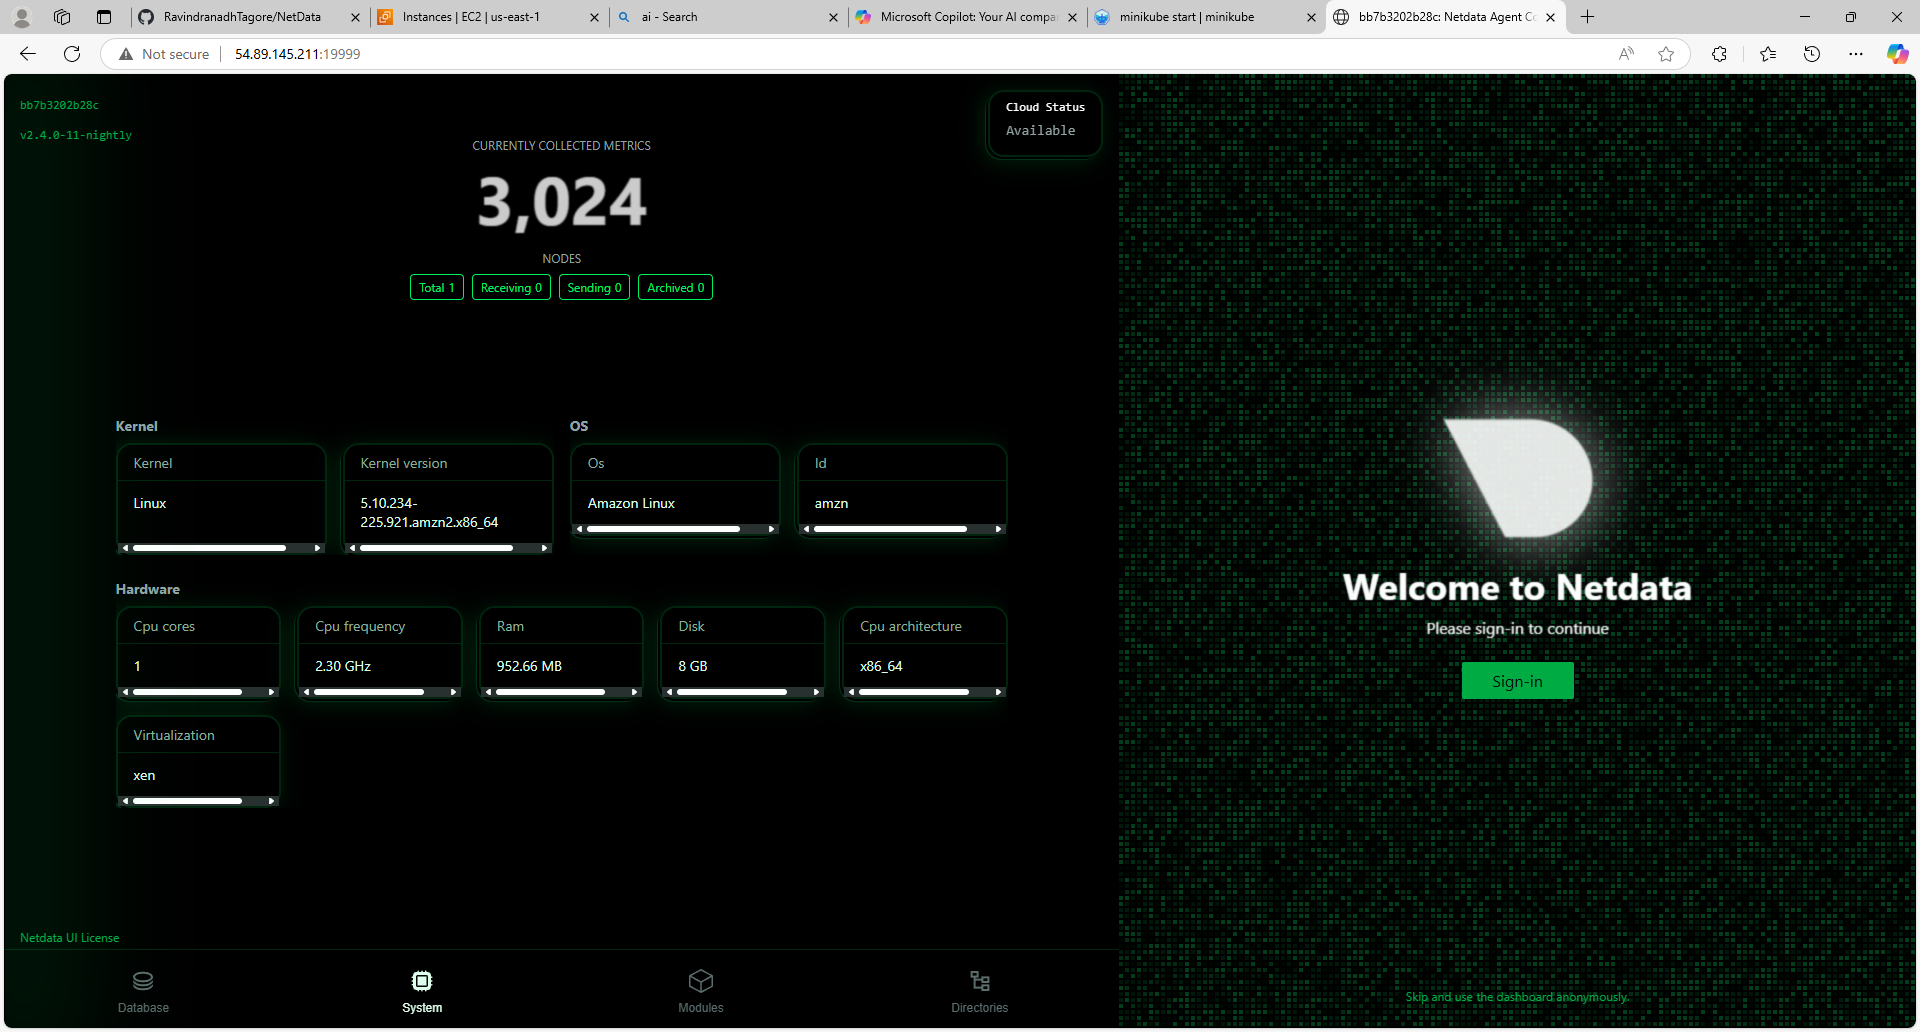 RavindranadhTagore/NetData
Instances | EC2 | us-east-1
ai - Search
Microsoft Copilot: Your AI compa
minikube start | minikube
bb7b3202b28c: Netdata Agent Co
Not secure
54.89.145.211:19999
bb7b3202b28c
v2.4.0-11-nightly
Cloud Status
Available
CURRENTLY COLLECTED METRICS
3,024
NODES
Total 1
Receiving 0
Sending 0
Archived 0
Kernel
OS
Kernel
Linux
Kernel version
5.10.234-
225.921.amzn2.x86_64
Os
Amazon Linux
Id
amzn
Hardware
Cpu cores
1
Cpu frequency
2.30 GHz
Ram
952.66 MB
Disk
8 GB
Cpu architecture
x86_64
Virtualization
xen
Netdata UI License
Database
System
Modules
Directories
Welcome to Netdata
Please sign-in to continue
Sign-in
Skip and use the dashboard anonymously.